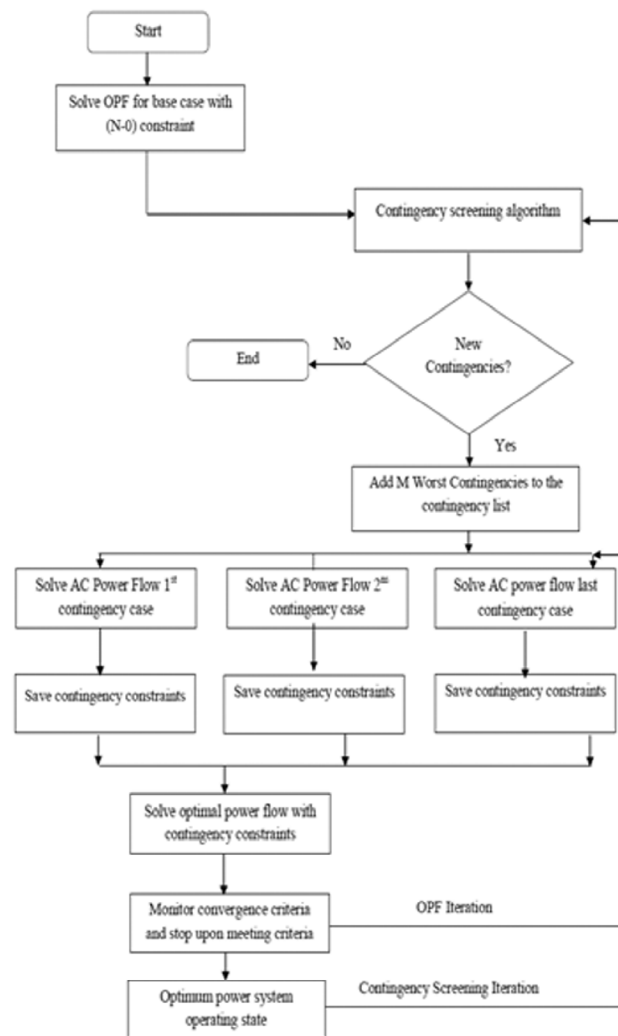 Start
Solve OPF for base case with
(N-0) constraint
Contingency screening algorithm
New
Contingencies?
No
End
Yes
Add M Worst Contingencies to the
contingency list
Solve AC Power Flow 1st
contingency case
Solve AC Power Flow 2nd
contingency case
Solve AC power flow last
contingency case
Save contingency constraints
Save contingency constraints
Save contingency constraints
Solve optimal power flow with
contingency constraints
Monitor convergence criteria
and stop upon meeting criteria
OPF Iteration
Optimum power system
operating state
Contingency Screening Iteration